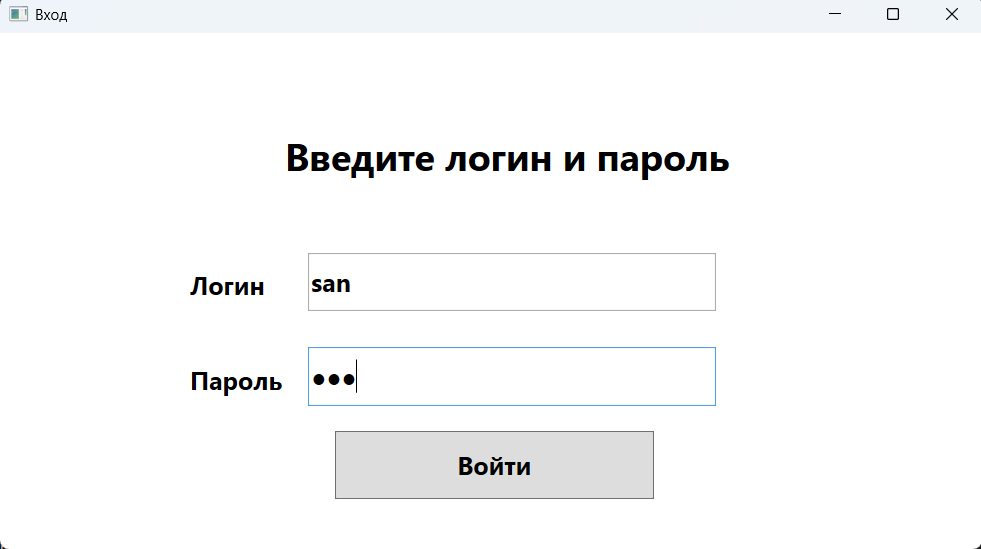 Вход
Введите логин и пароль
Логин
san
Пароль
●●●
Войти